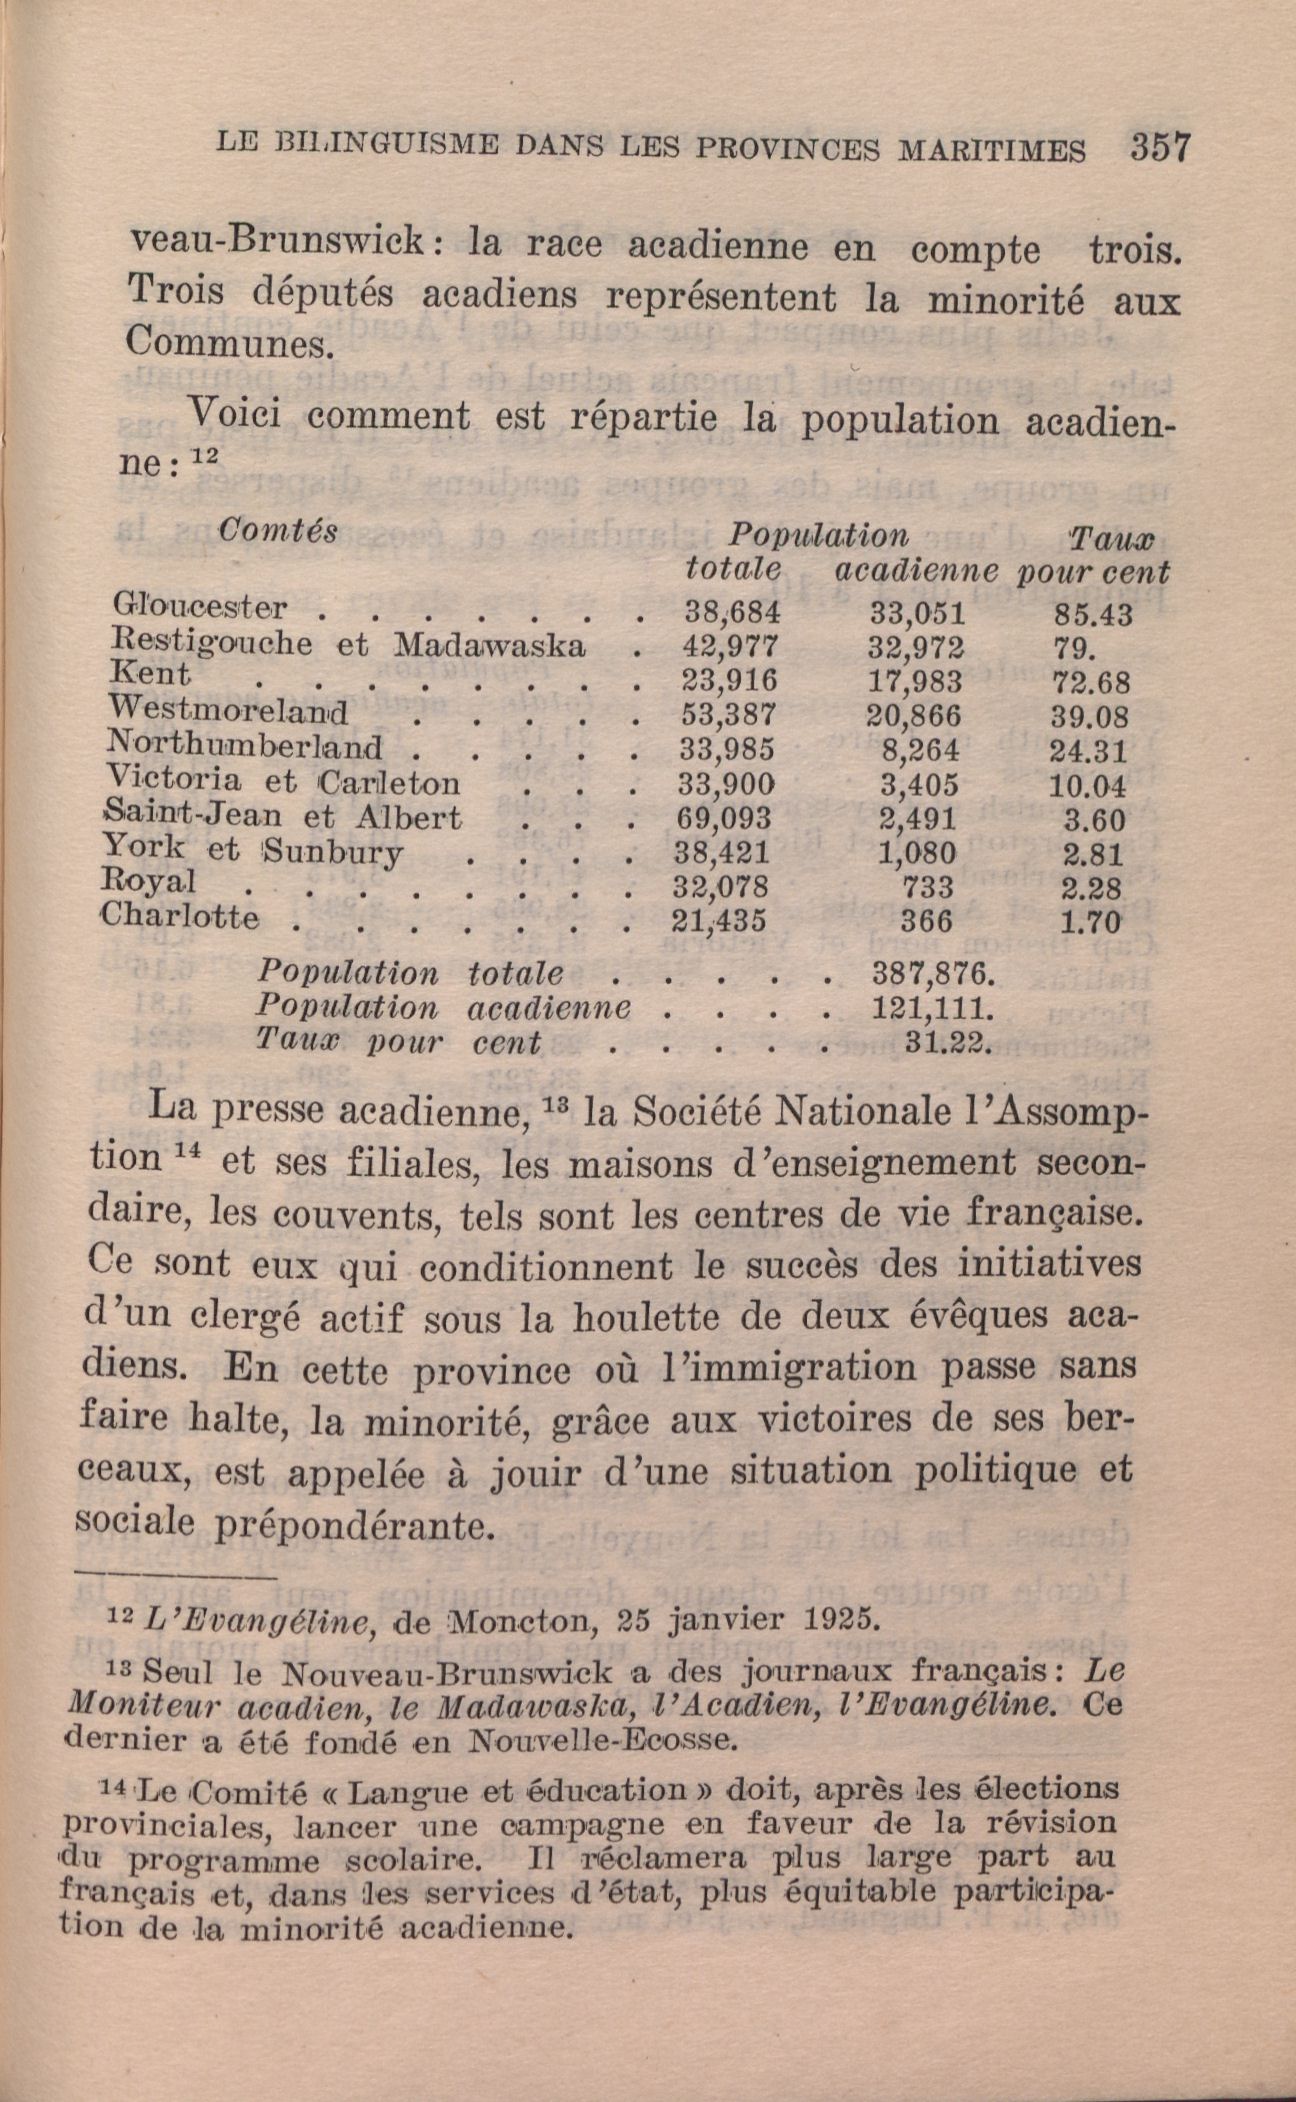 LE BILINGUISME DANS LES PROVINCES MARITIMES 357
veau-Brunswick: la race acadienne en compte trois.
Trois députés acadiens représentent la minorité aux
Communes.
Voici comment est répartie la population acadien-
ne: 12
Comtés Population Taux
totale acadienne pour cent
Gloucester . . . . . . . 38,684 33,051 85.43
Restigouche et Madawaska . 42,977 32,972 79.
Kent . . . . . . . . 23,916 17,983 72.68
Westmoreland . . . . . 53,387 20,866 39.08
Northumberland . . . . . 33,985 8,264 24.31
Victoria et Carleton . . . 33,900 3,405 10.04
Saint-Jean et Albert . . . 69,093 2,491 3.60
York et Sunbury . . . . 38,421 1,080 2.81
Royal . . . . . . . . 32,078 733 2.28
Charlotte . . . . . . . 21,435 366 1.70
Population totale . . . . . 387,876.
Population acadienne . . . . 121,111.
Taux pour cent . . . . . 31.22.
La presse acadienne, 13 la Société Nationale l'Assomp-
tion 14 et ses filiales, les maisons d'enseignement secon-
daire, les couvents, tels sont les centres de vie française.
Ce sont eux qui conditionnent le succès des initiatives
d'un clergé actif sous la houlette de deux évêques aca-
diens. En cette province où l'immigration passe sans
faire halte, la minorité, grâce aux victoires de ses ber-
ceaux, est appelée à jouir d'une situation politique et
sociale prépondérante.
12 L'Evangéline, de Moncton, 25 janvier 1925.
13 Seul le Nouveau-Brunswick a des journaux français: Le
Moniteur acadien, le Madawaska, l'Acadien, l'Evangéline. Ce
dernier a été fondé en Nouvelle-Ecosse.
14 Le Comité « Langue et éducation » doit, après les élections
provinciales, lancer une campagne en faveur de la révision
du programme scolaire. Il réclamera plus large part au
français et, dans les services d'état, plus équitable participa-
tion de la minorité acadienne.